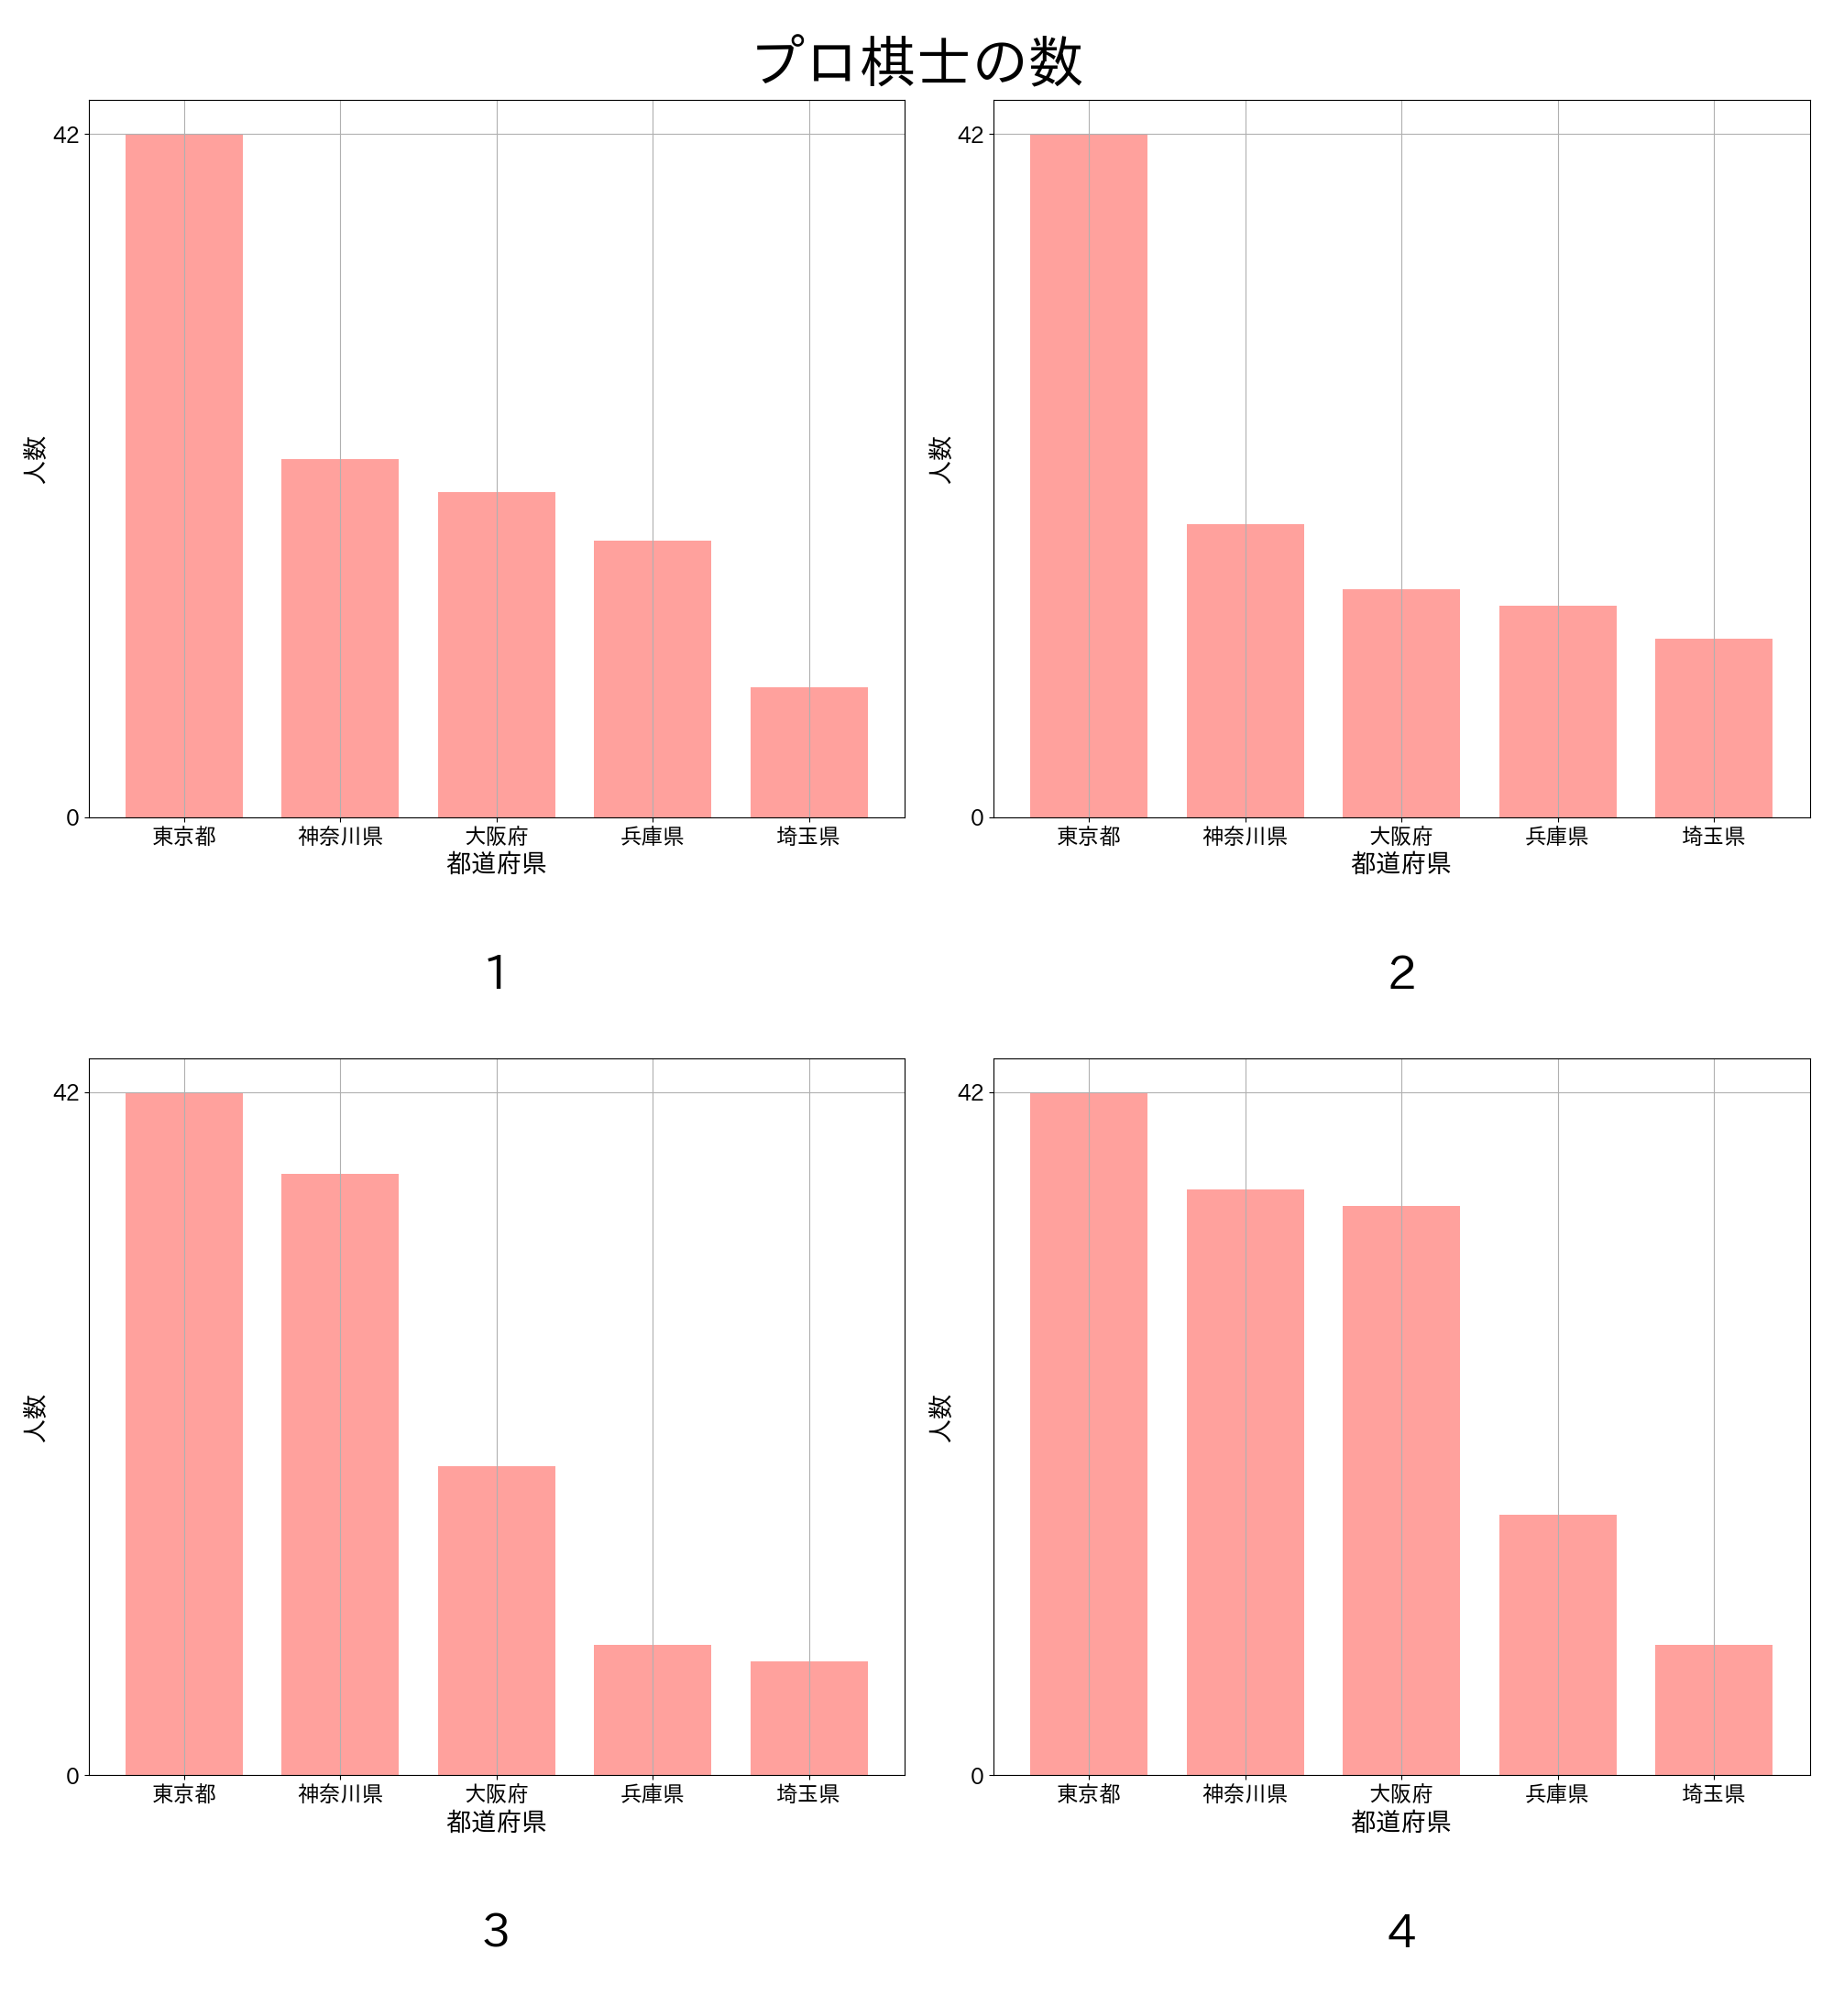 プロ棋士の数
42
0
人数
東京都 神奈川県 大阪府 兵庫県 埼玉県
都道府県
1
42
0
人数
東京都 神奈川県 大阪府 兵庫県 埼玉県
都道府県
2
42
0
人数
東京都 神奈川県 大阪府 兵庫県 埼玉県
都道府県
3
42
0
人数
東京都 神奈川県 大阪府 兵庫県 埼玉県
都道府県
4